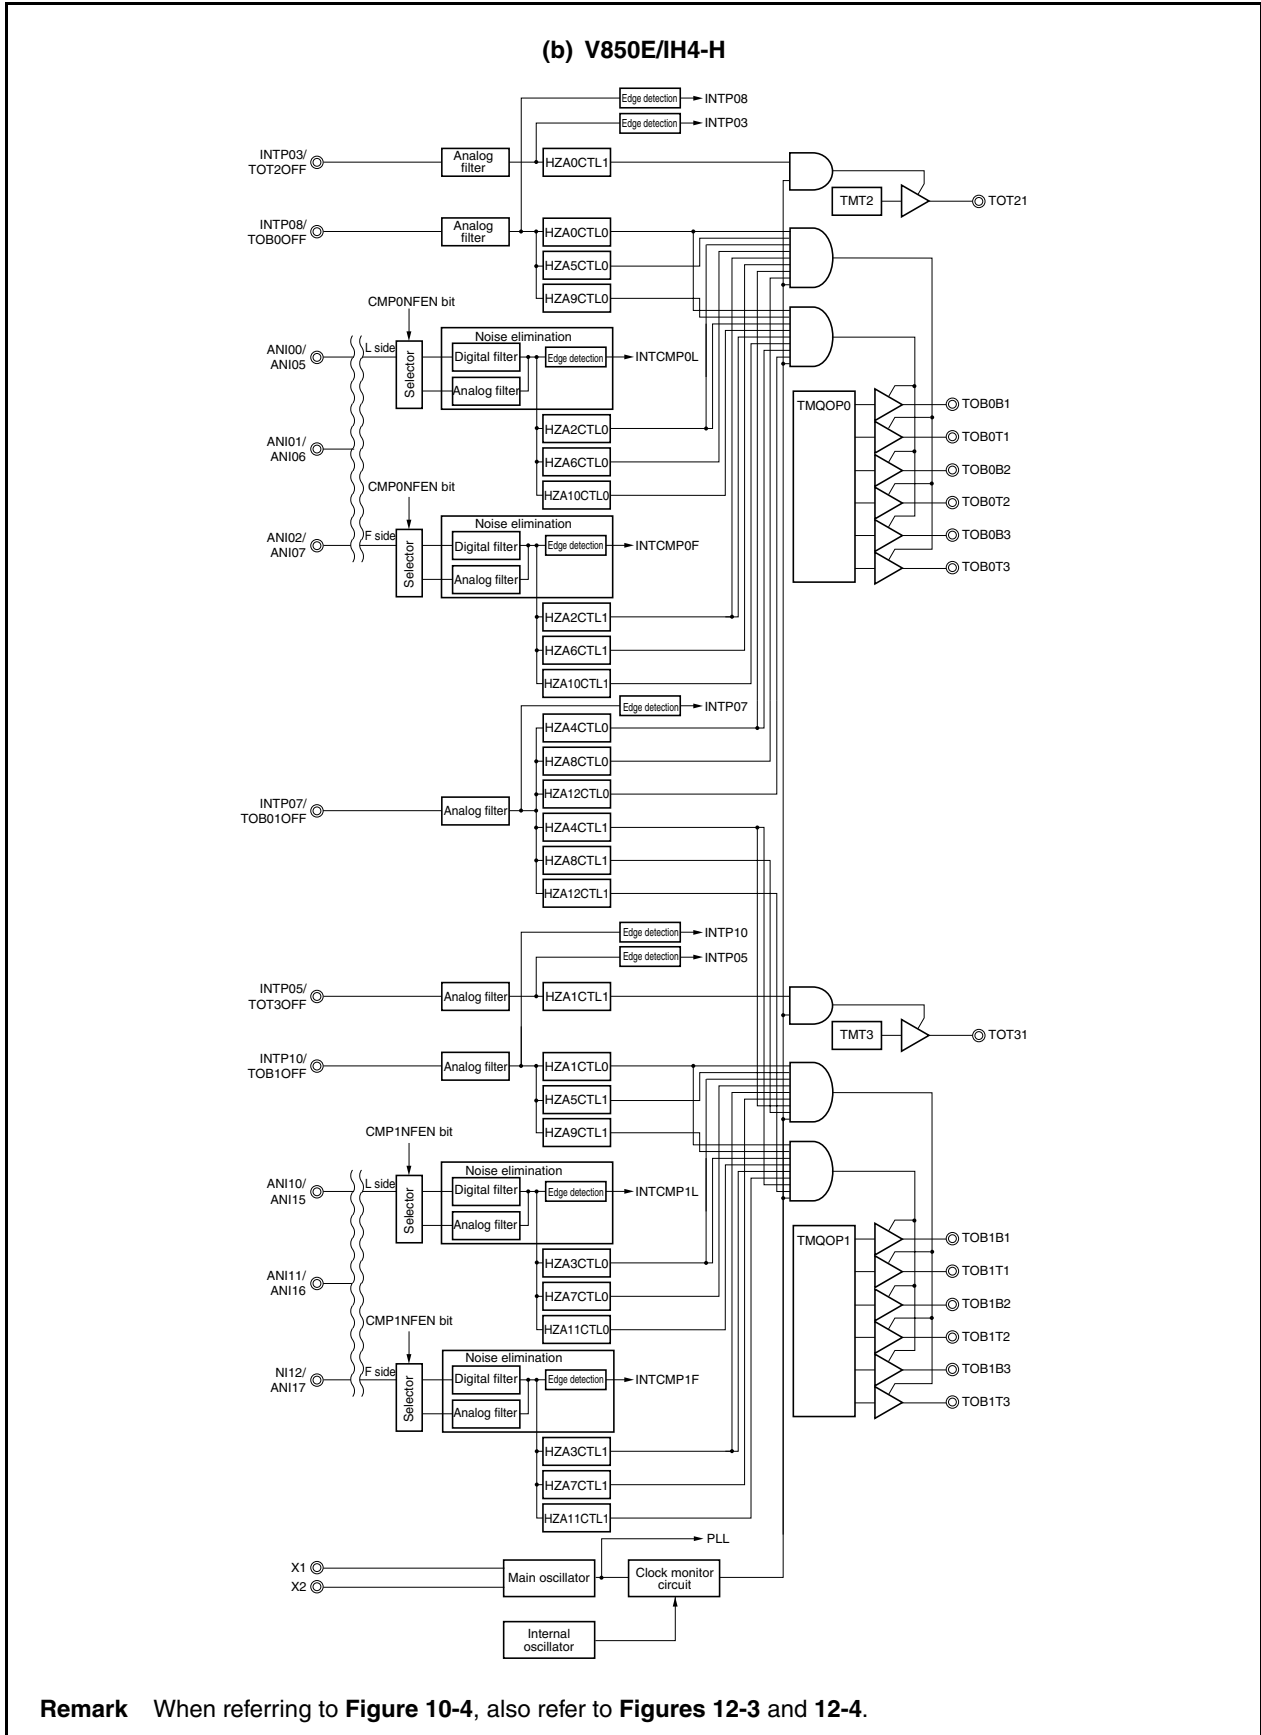 (b) V850E/IH4-H
Edge detection
INTP08
Edge detection
INTP03
INTP03/
TOT2OFF
Analog
filter
HZA0CTL1
TMT2
TOT21
INTP08/
TOB0OFF
Analog
filter
HZA0CTL0
HZA5CTL0
HZA9CTL0
CMP0NFEN bit
ANI00/
ANI05
L side
Selector
Noise elimination
Digital filter
Analog filter
Edge detection
INTCMP0L
HZA2CTL0
HZA6CTL0
HZA10CTL0
ANI01/
ANI06
CMP0NFEN bit
ANI02/
ANI07
F side
Selector
Noise elimination
Digital filter
Analog filter
Edge detection
INTCMP0F
HZA2CTL1
HZA6CTL1
HZA10CTL1
TMQOP0
TOB0B1
TOB0T1
TOB0B2
TOB0T2
TOB0B3
TOB0T3
Edge detection
INTP07
HZA4CTL0
HZA8CTL0
HZA12CTL0
INTP07/
TOB01OFF
Analog filter
HZA4CTL1
HZA8CTL1
HZA12CTL1
Edge detection
INTP10
Edge detection
INTP05
INTP05/
TOT3OFF
Analog filter
HZA1CTL1
TMT3
TOT31
INTP10/
TOB1OFF
Analog filter
HZA1CTL0
HZA5CTL1
HZA9CTL1
CMP1NFEN bit
ANI10/
ANI15
L side
Selector
Noise elimination
Digital filter
Analog filter
Edge detection
INTCMP1L
HZA3CTL0
HZA7CTL0
HZA11CTL0
ANI11/
ANI16
CMP1NFEN bit
NI12/
ANI17
F side
Selector
Noise elimination
Digital filter
Analog filter
Edge detection
INTCMP1F
HZA3CTL1
HZA7CTL1
HZA11CTL1
TMQOP1
TOB1B1
TOB1T1
TOB1B2
TOB1T2
TOB1B3
TOB1T3
PLL
X1
X2
Main oscillator
Clock monitor
circuit
Internal
oscillator
Remark When referring to Figure 10-4, also refer to Figures 12-3 and 12-4.